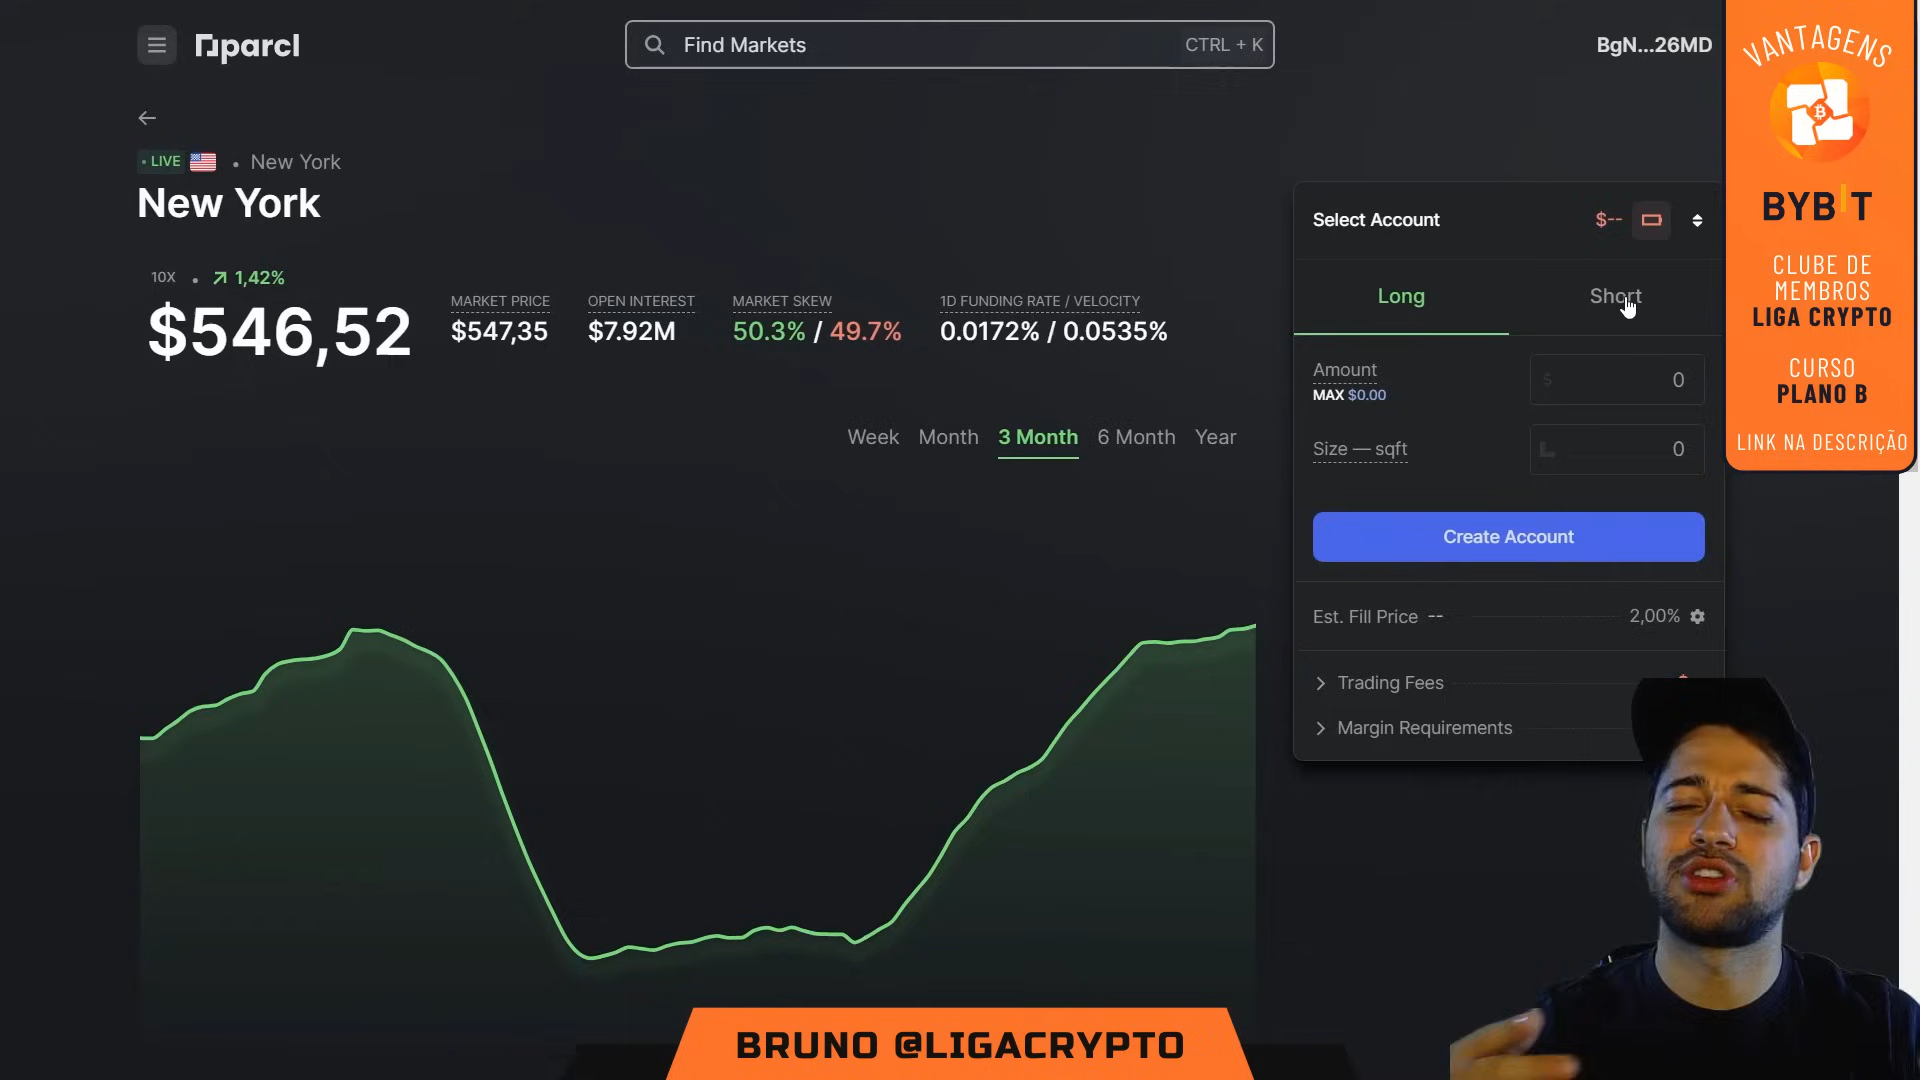 parcl
Find Markets
CTRL + K
BgN...26MD
LIVE
New York
New York
10X
1,42%
$546,52
MARKET PRICE
$547,35
OPEN INTEREST
$7.92M
MARKET SKEW
50.3% / 49.7%
1D FUNDING RATE / VELOCITY
0.0172% / 0.0535%
Week
Month
3 Month
6 Month
Year
Select Account
$--
Long
Short
Amount
MAX $0.00
$
0
Size — sqft
0
Create Account
Est. Fill Price --
2,00%
Trading Fees
Margin Requirements
VANTAGENS
BYBIT
CLUBE DE
MEMBROS
LIGA CRYPTO
CURSO
PLANO B
LINK NA DESCRIÇÃO
BRUNO @LIGACRYPTO